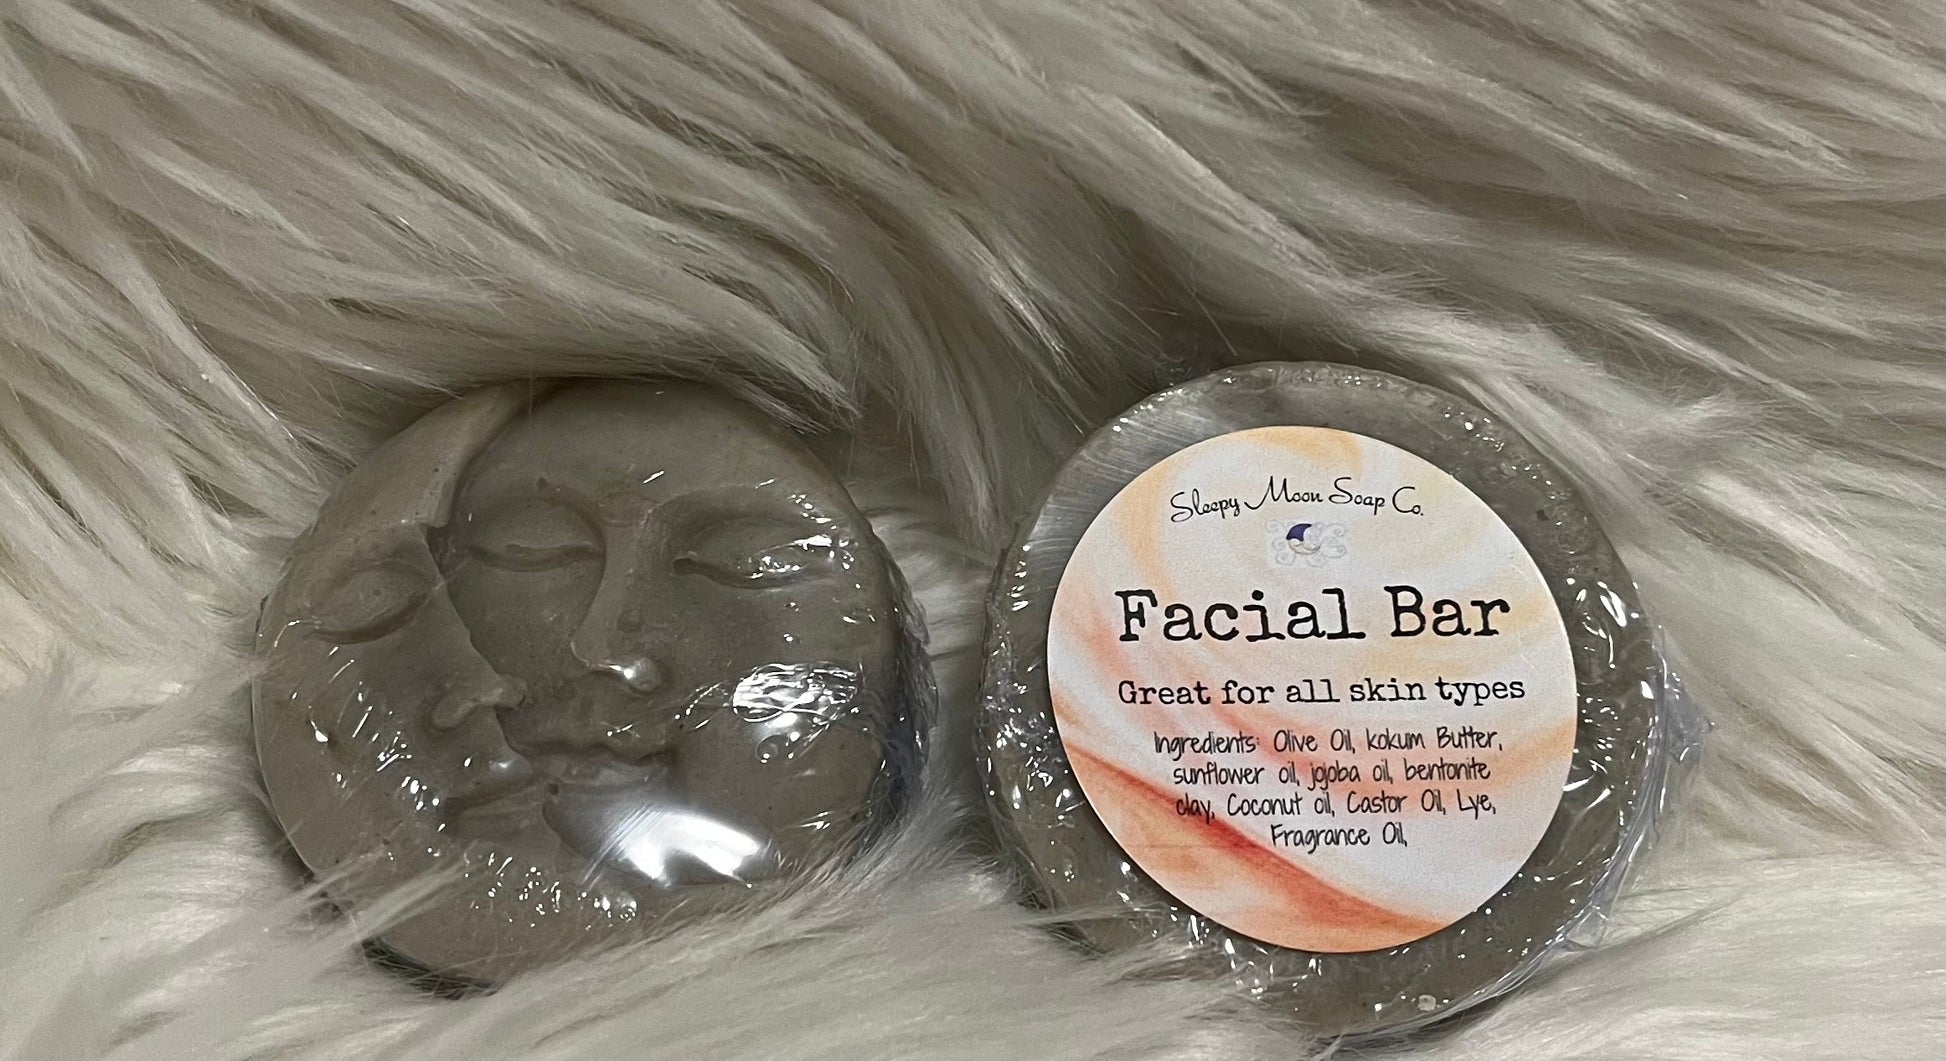 Sleepy Moon Soap Co.
Facial Bar
Great for all skin types
Ingredients: Olive Oil, kokum Butter,
sunflower oil, jojoba oil, bentonite
clay, Coconut oil, Castor Oil, Lye,
Fragrance Oil,